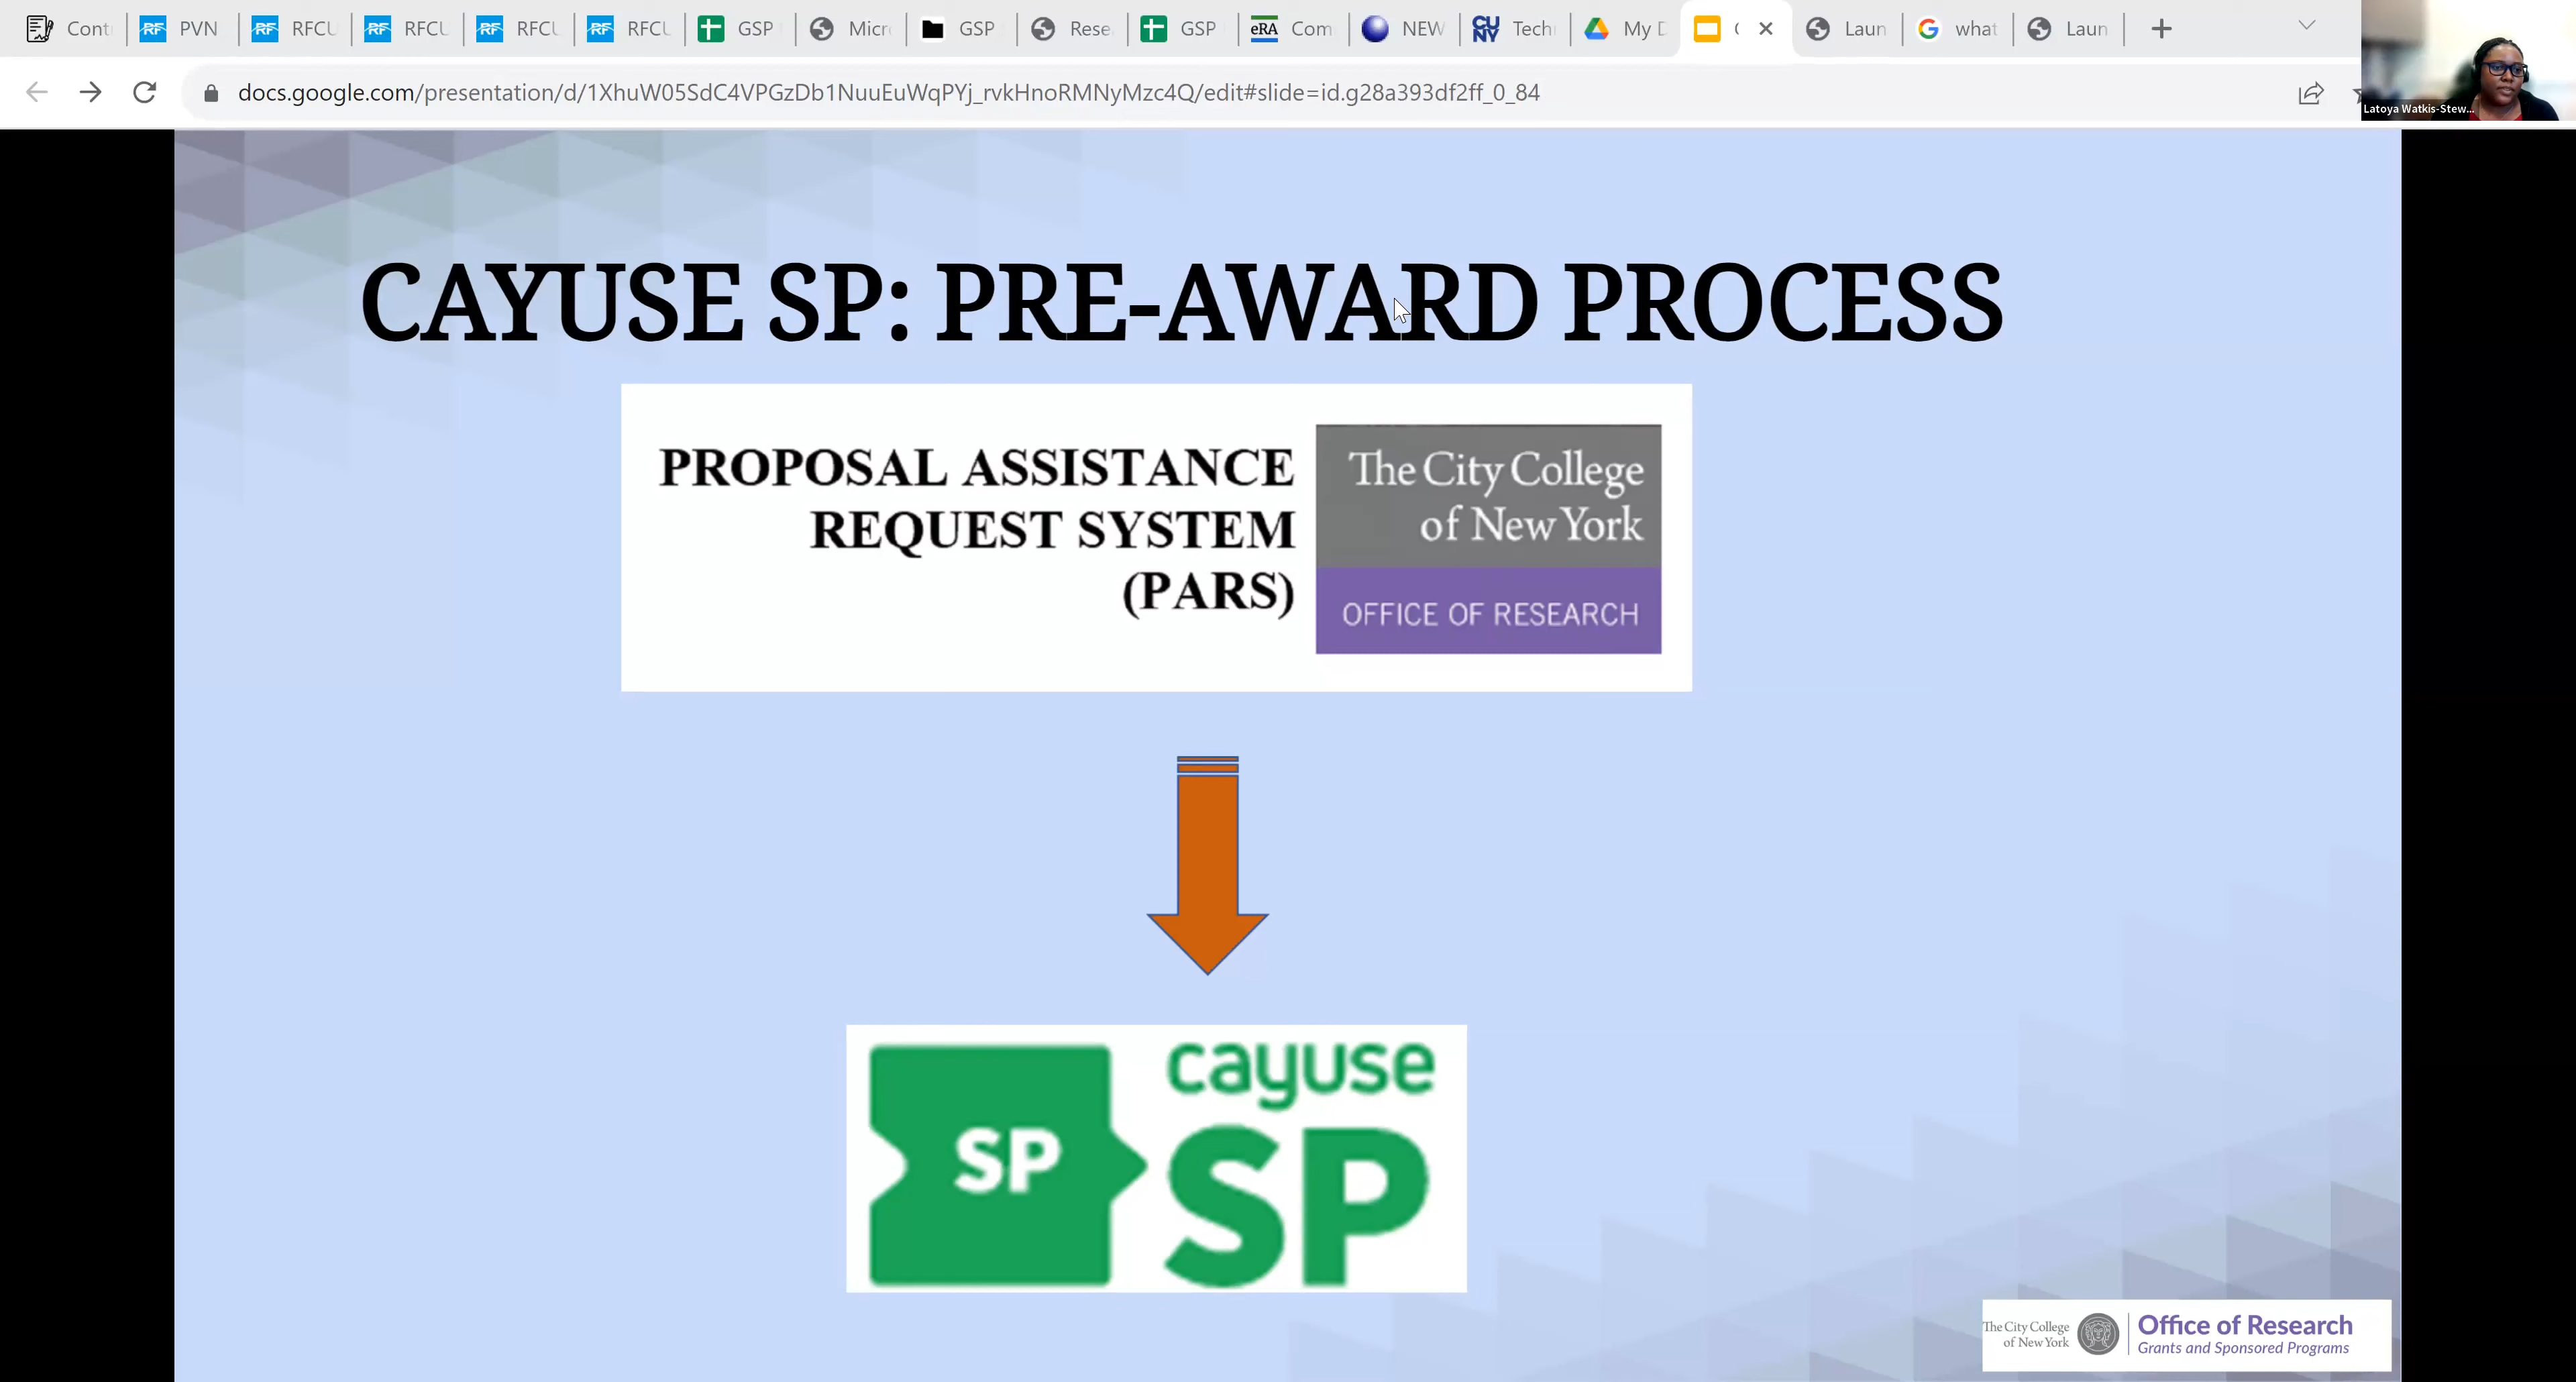 Cont
PVN
RFCU
RFCU
RFCU
RFCU
GSP
Micro
GSP
Rese
GSP
eRA
Com
NEW
CU
NY
Tech
My D
Laun
what
Laun
docs.google.com/presentation/d/1XhuW05SdC4VPGzDb1NuuEuWqPYj_rvkHnoRMNyMzc4Q/edit#slide=id.g28a393df2ff_0_84
Latoya Watkis-Stew...
CAYUSE SP: PRE-AWARD PROCESS
PROPOSAL ASSISTANCE
REQUEST SYSTEM
(PARS)
The City College
of New York
OFFICE OF RESEARCH
SP
cayuse
SP
The City College
of New York
Office of Research
Grants and Sponsored Programs